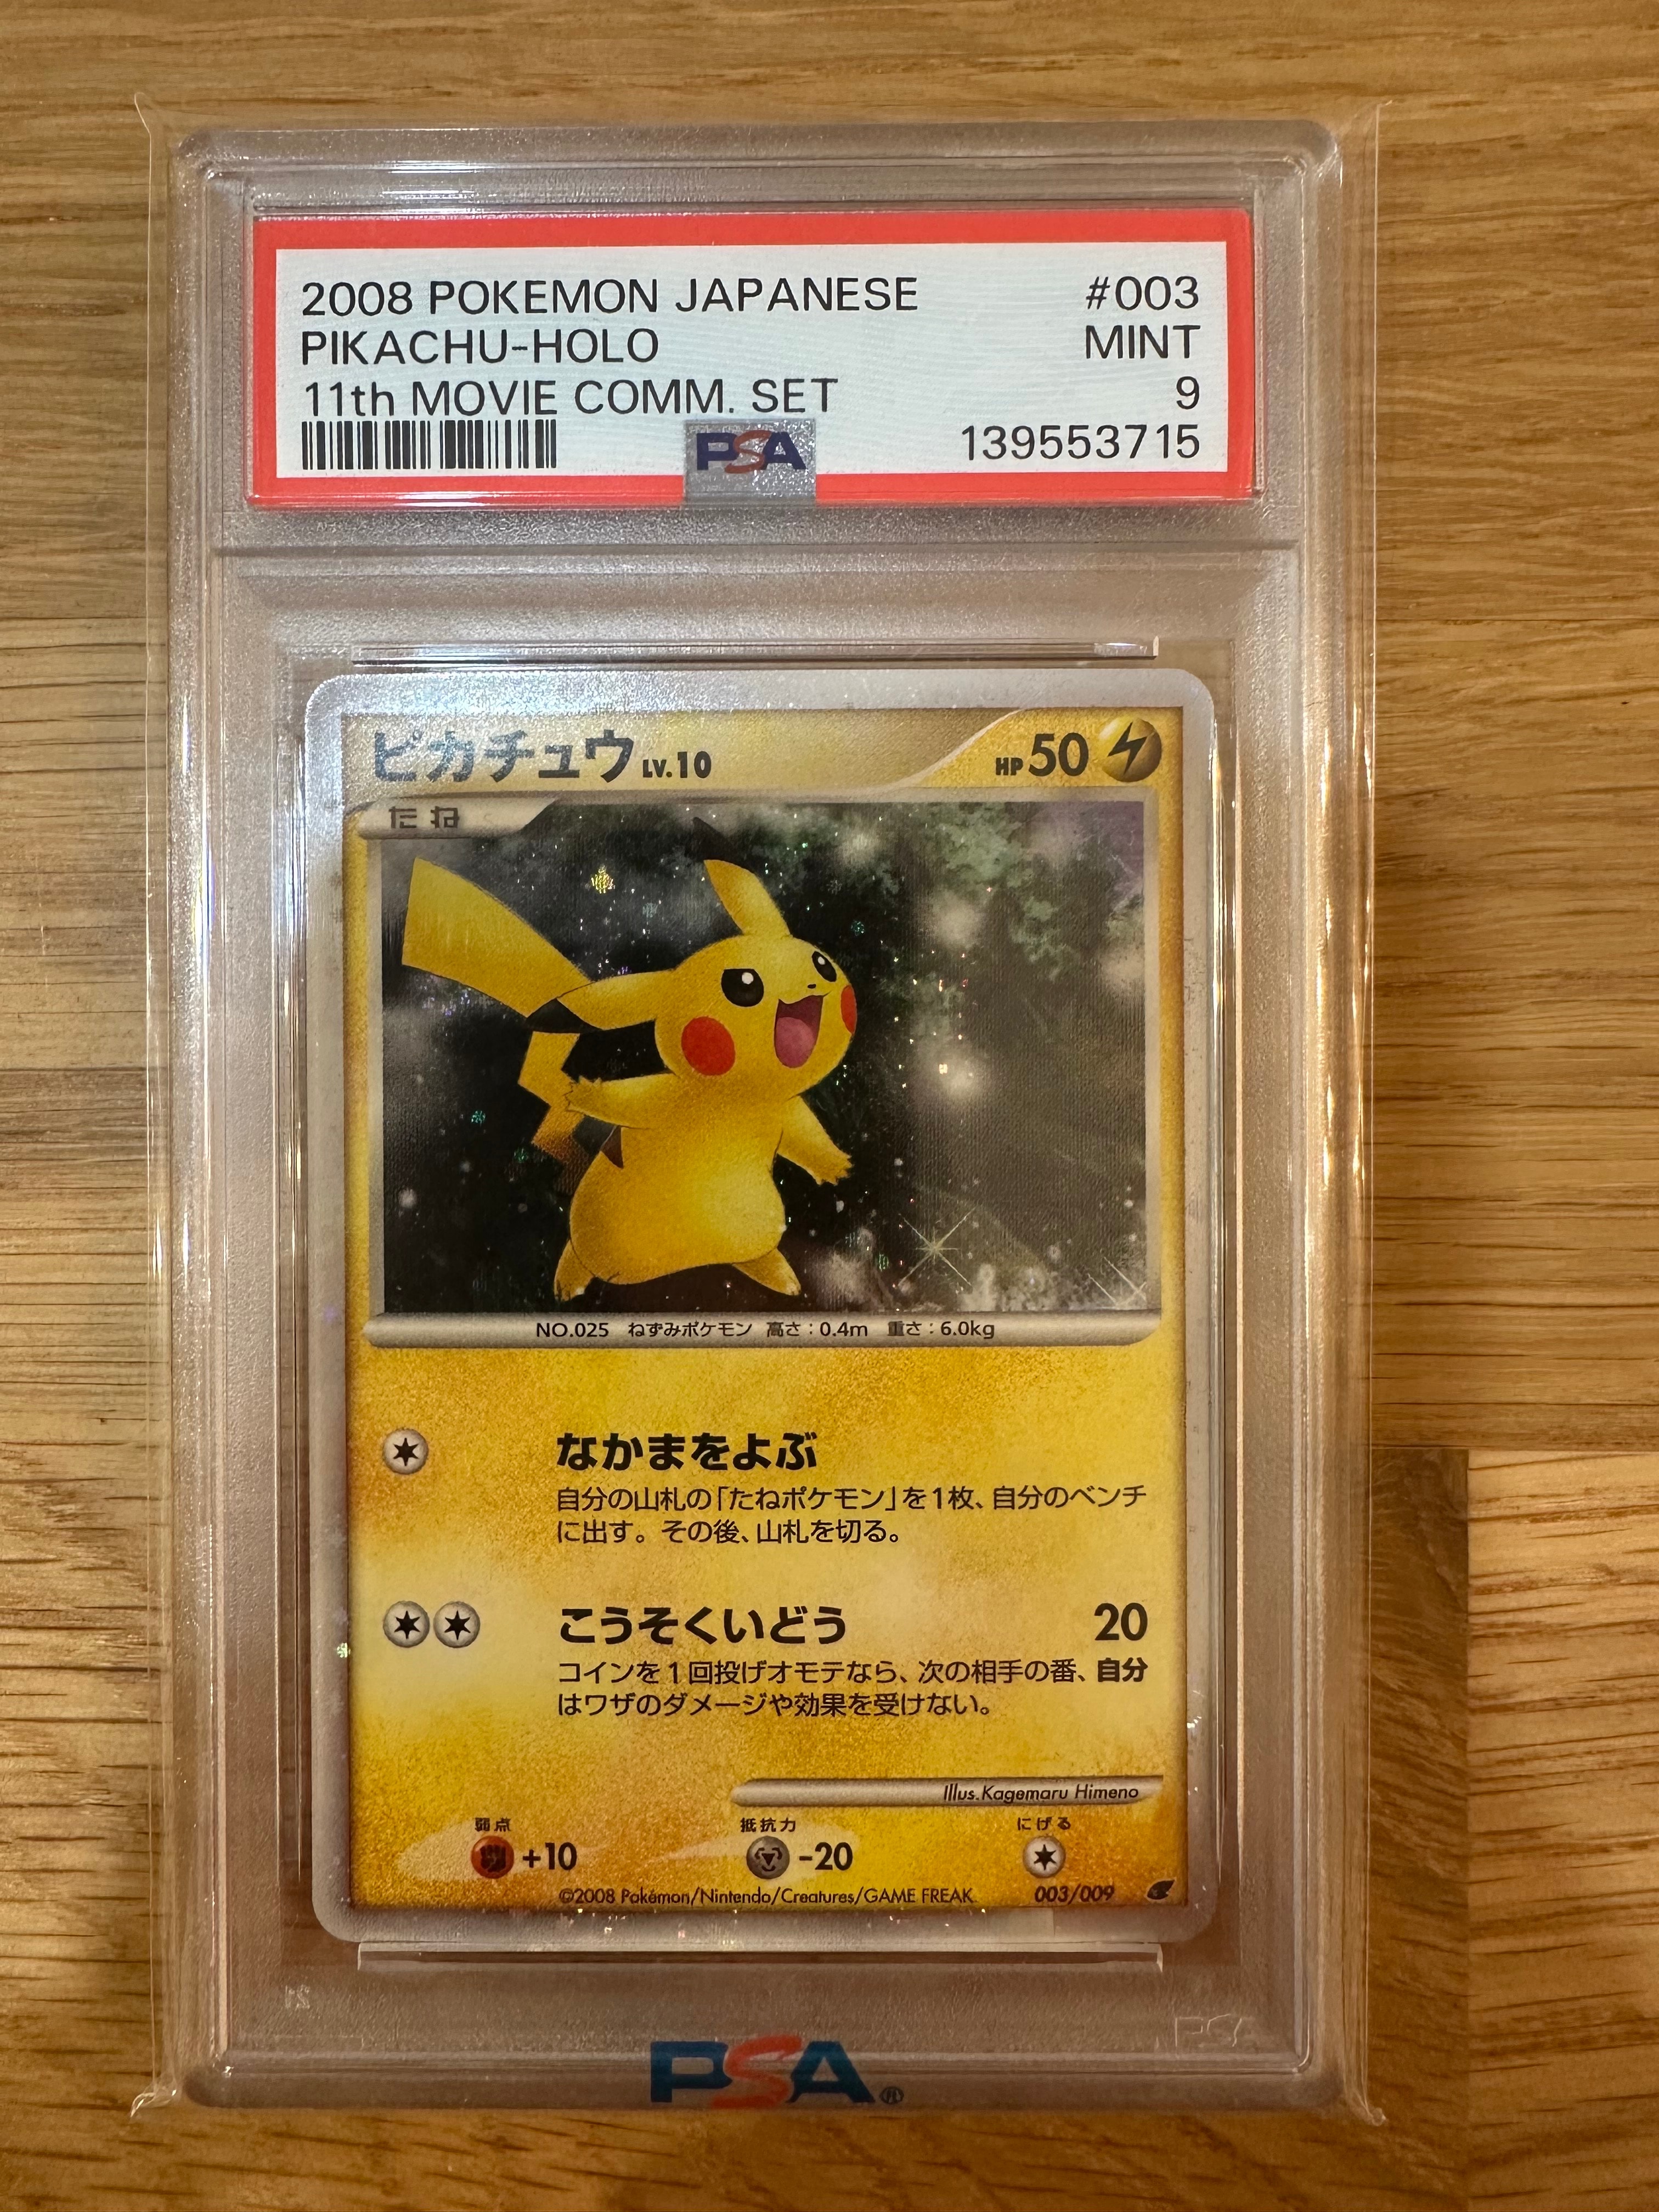 2008 POKEMON JAPANESE #003
PIKACHU-HOLO MINT
11th MOVIE COMM. SET 9
PSA 139553715
ピカチュウ LV.10 HP 50
たね
NO.025 ねずみポケモン 高さ：0.4m 重さ：6.0kg
なかまをよぶ
自分の山札の「たねポケモン」を1枚、自分のベンチ
に出す。その後、山札を切る。
こうそくいどう 20
コインを1回投げオモテなら、次の相手の番、自分
はワザのダメージや効果を受けない。
Illus.Kagemaru Himeno
弱点 抵抗力 にげる
+10 -20
©2008 Pokémon/Nintendo/Creatures/GAME FREAK 003/009
PSA®